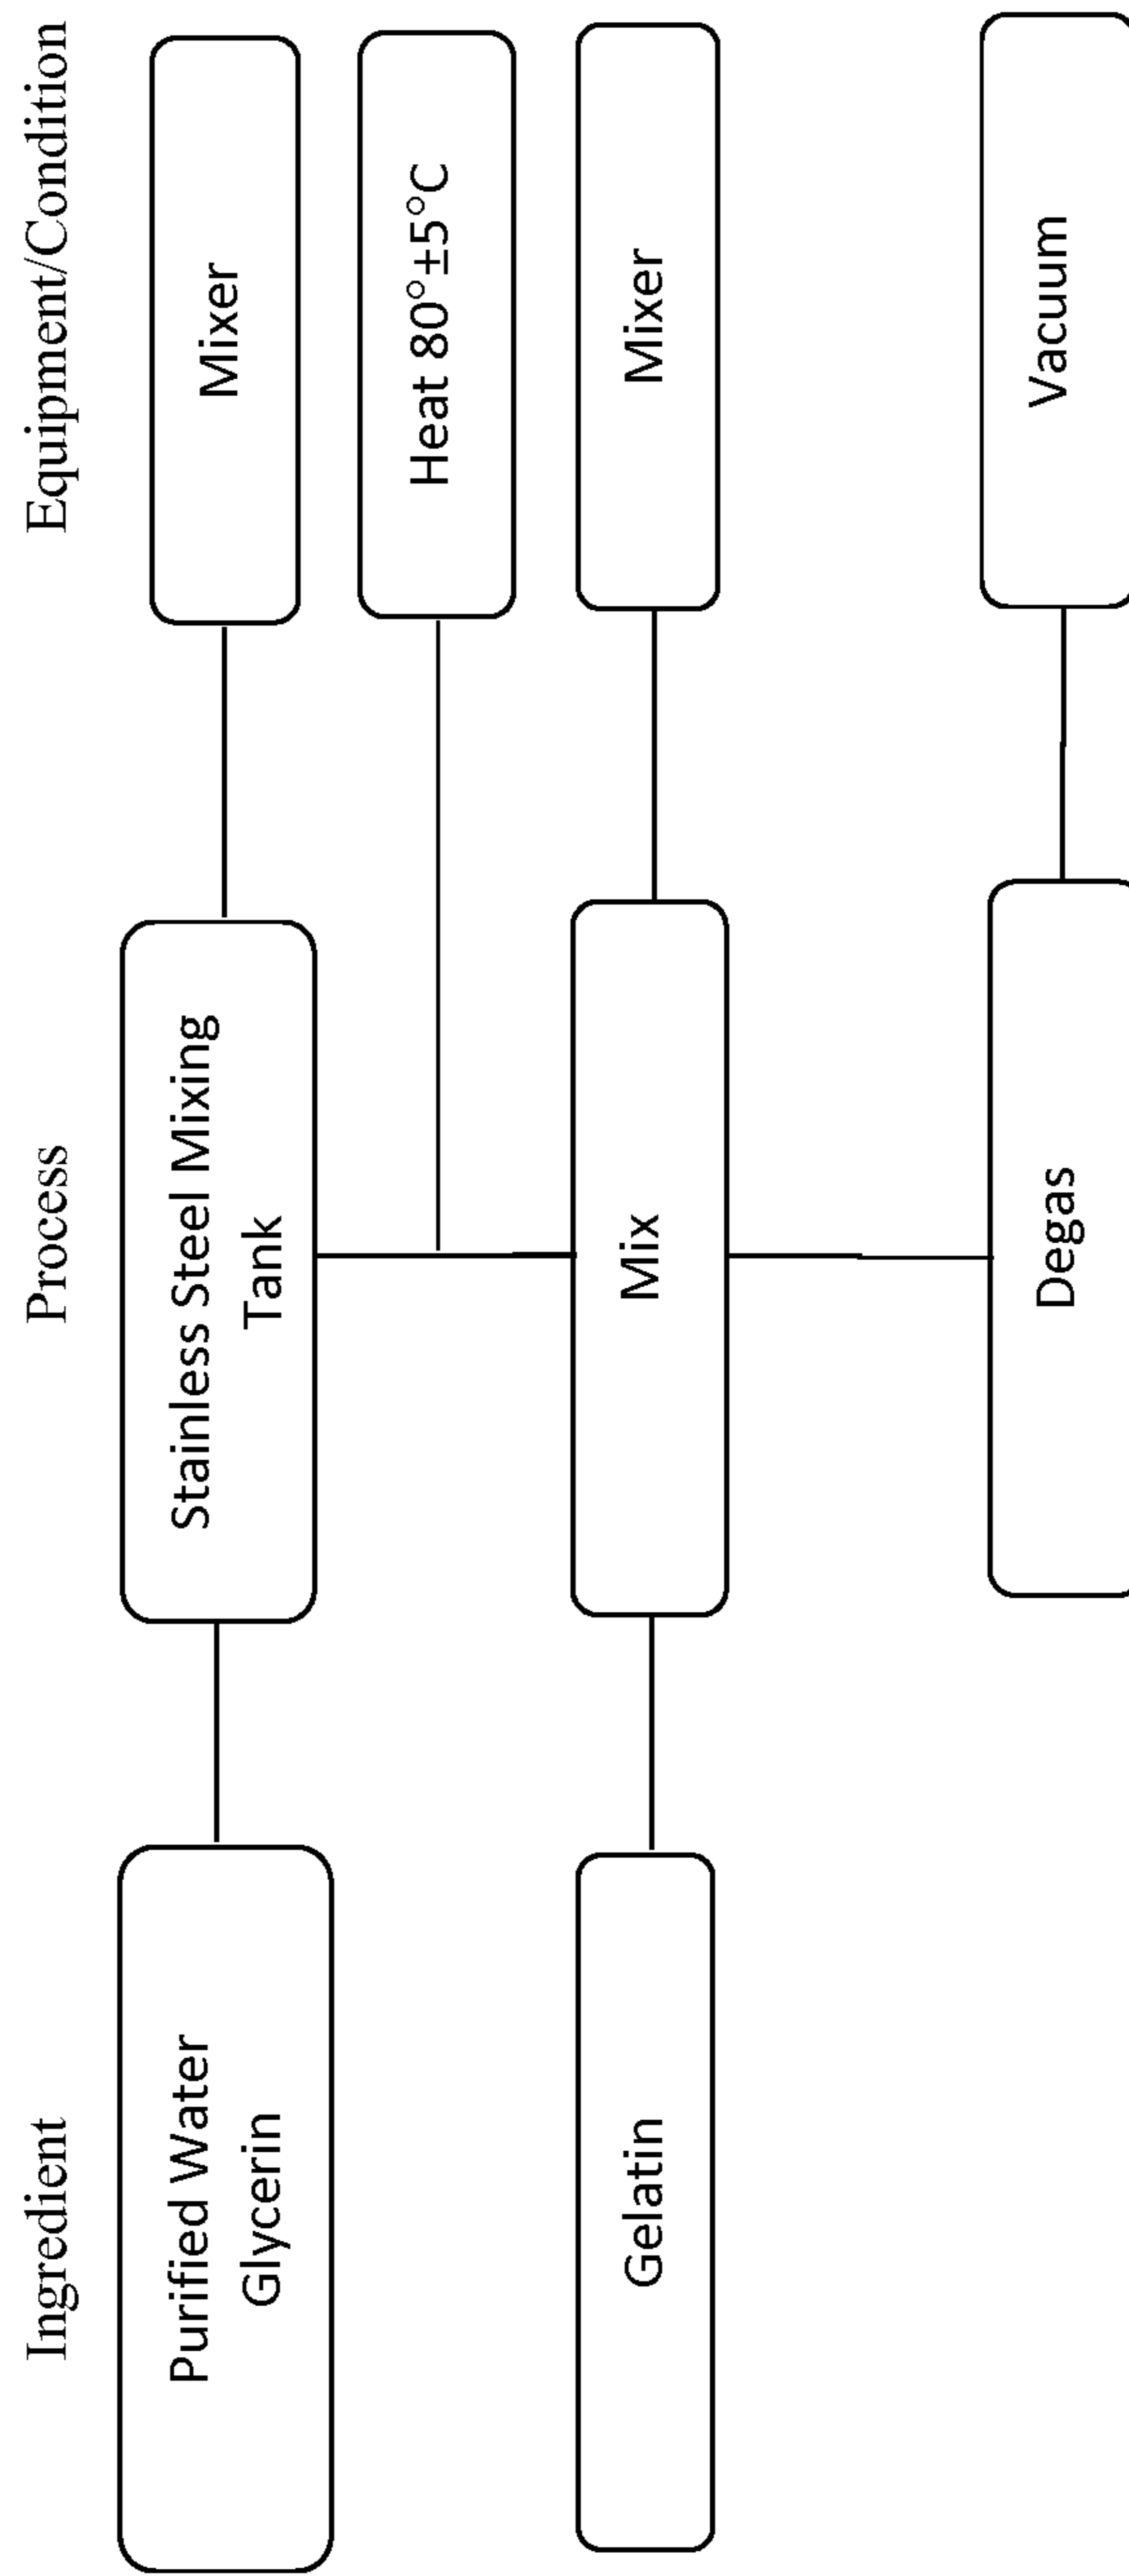 Ingredient
Process
Equipment/Condition
Purified Water
Glycerin
Stainless Steel Mixing
Tank
Mixer
Heat 80°±5°C
Gelatin
Mix
Mixer
Degas
Vacuum